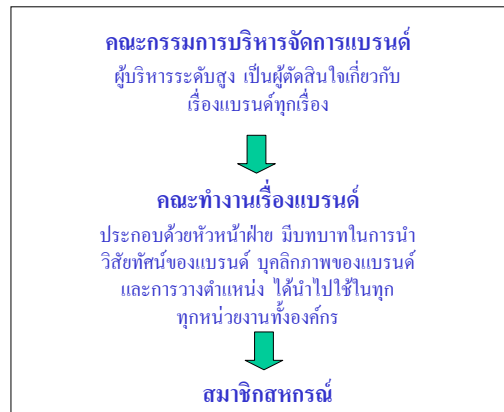 คณะกรรมการบริหารจัดการแบรนด์
ผู้บริหารระดับสูง เป็นผู้ตัดสินใจเกี่ยวกับ
เรื่องแบรนด์ทุกเรื่อง
คณะทำงานเรื่องแบรนด์
ประกอบด้วยหัวหน้าฝ่าย มีบทบาทในการนำ
วิสัยทัศน์ของแบรนด์ บุคลิกภาพของแบรนด์
และการวางตำแหน่ง ได้นำไปใช้ในทุก
ทุกหน่วยงานทั้งองค์กร
สมาชิกสหกรณ์